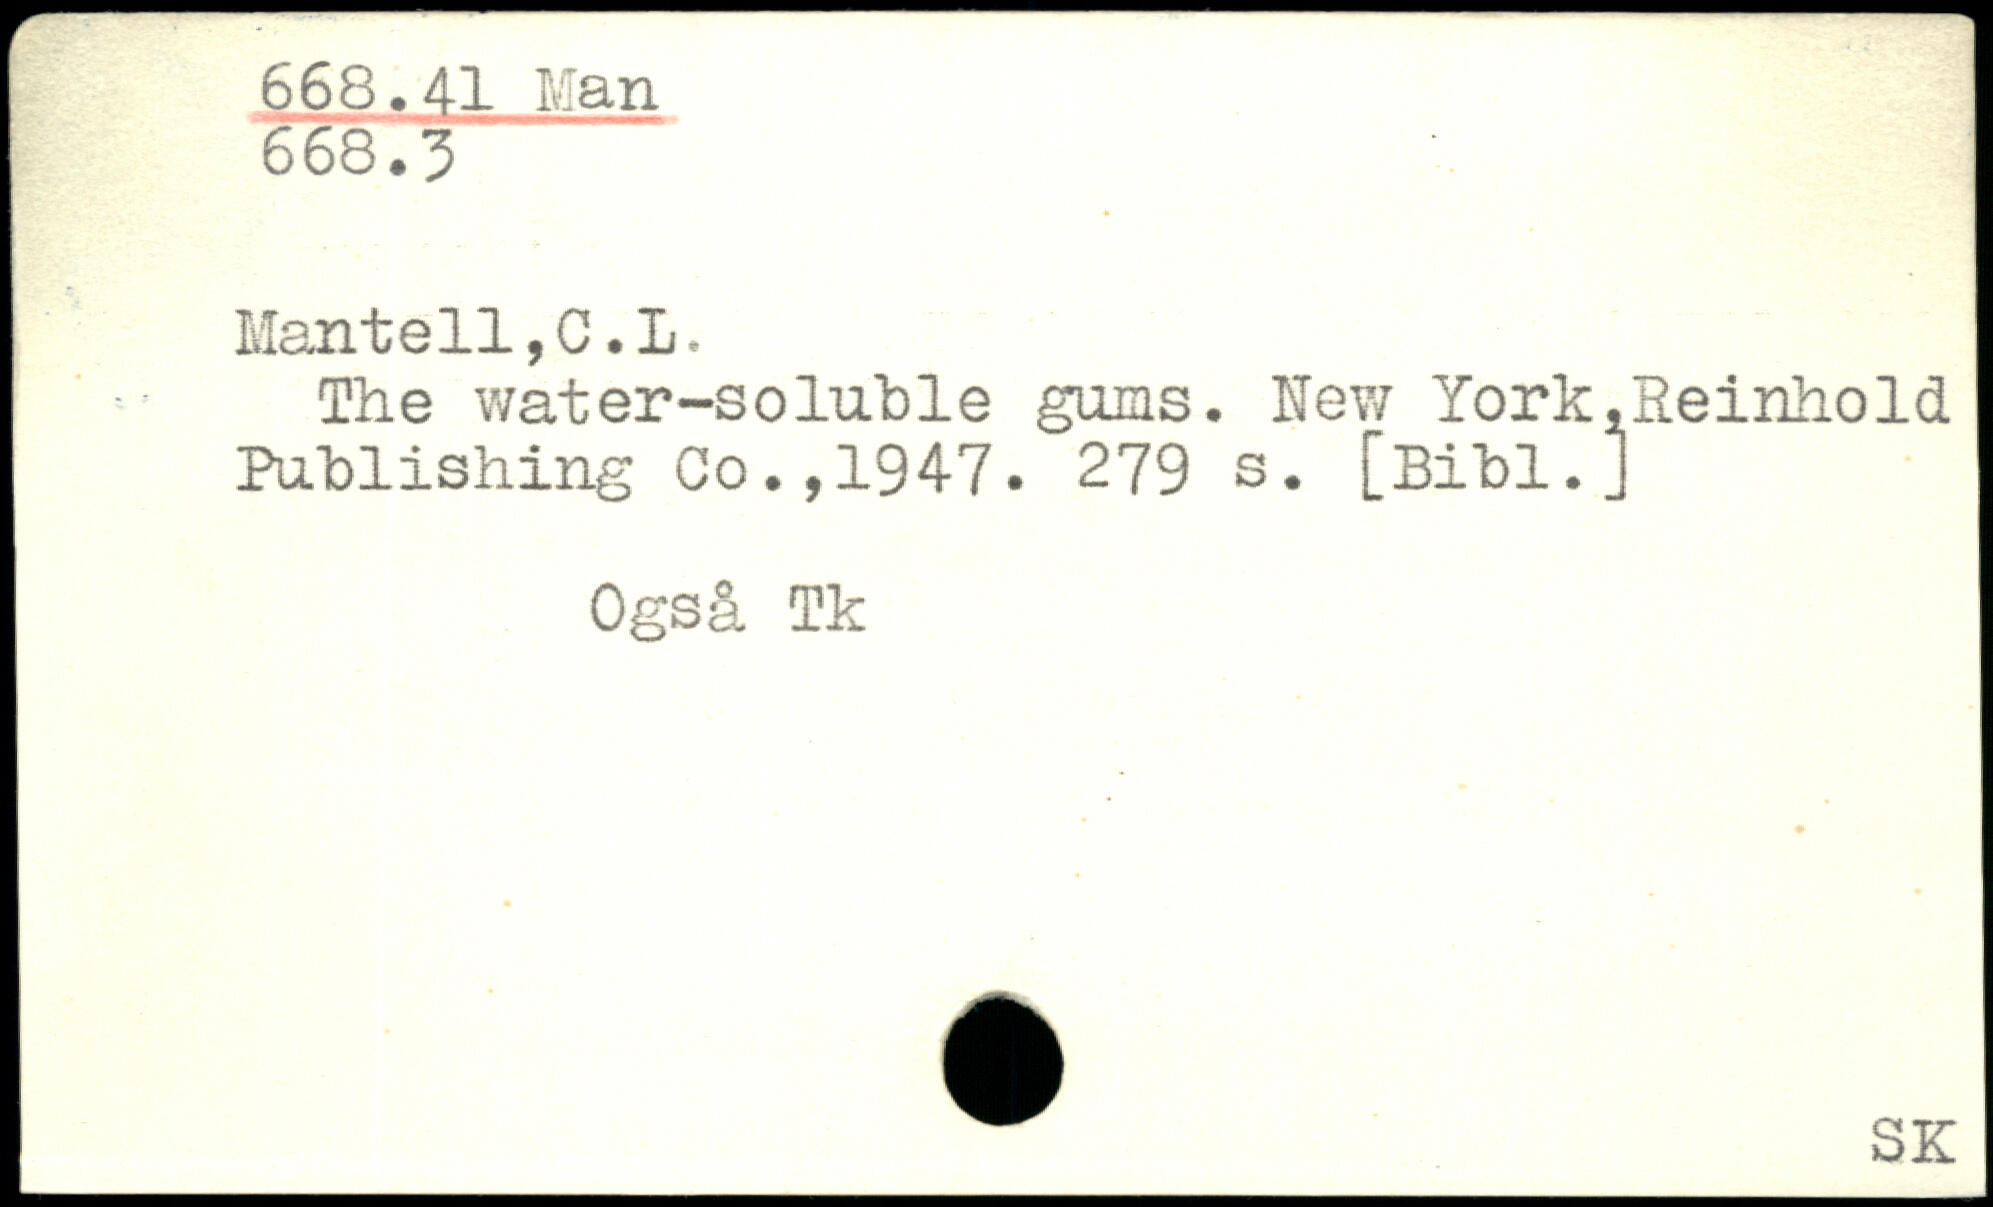 668.41 Man
668.3
Mantell,C.L.
The water-soluble gums. New York,Reinhold
Publishing Co.,1947. 279 s. [Bibl.]
Også Tk
SK